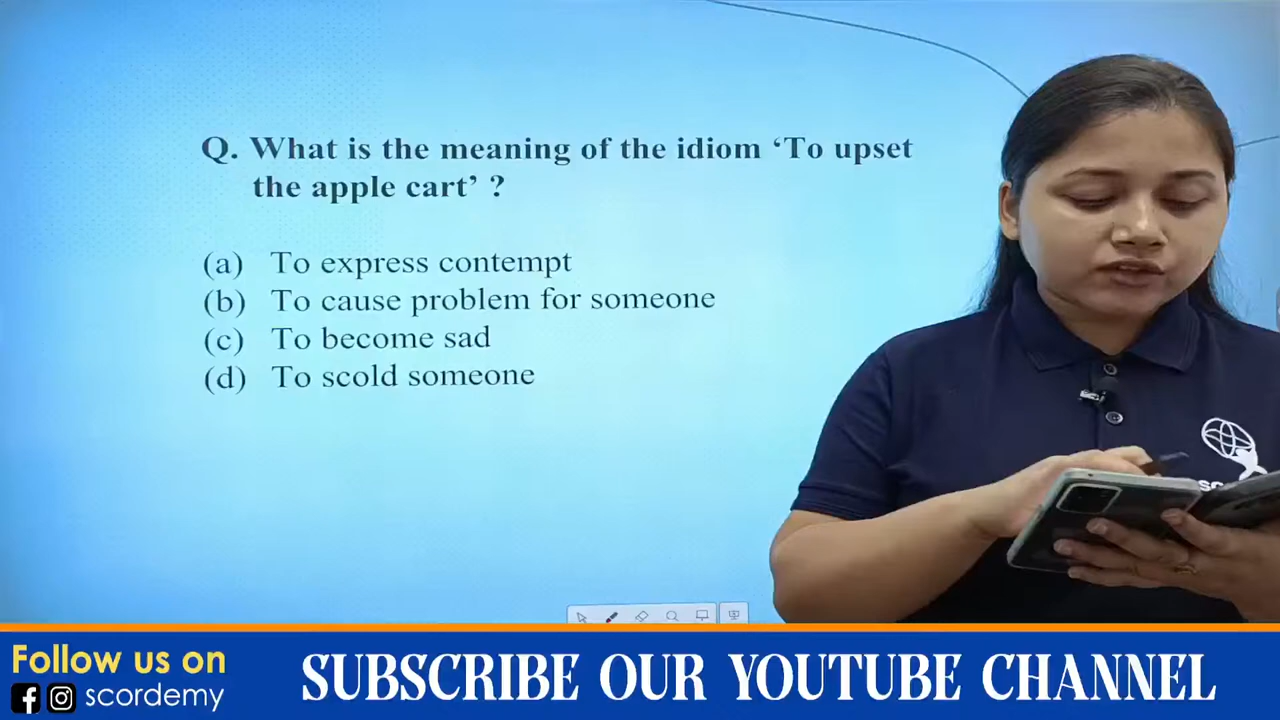 Q. What is the meaning of the idiom ‘To upset
the apple cart’ ?
(a) To express contempt
(b) To cause problem for someone
(c) To become sad
(d) To scold someone
Follow us on
scordemy
SUBSCRIBE OUR YOUTUBE CHANNEL